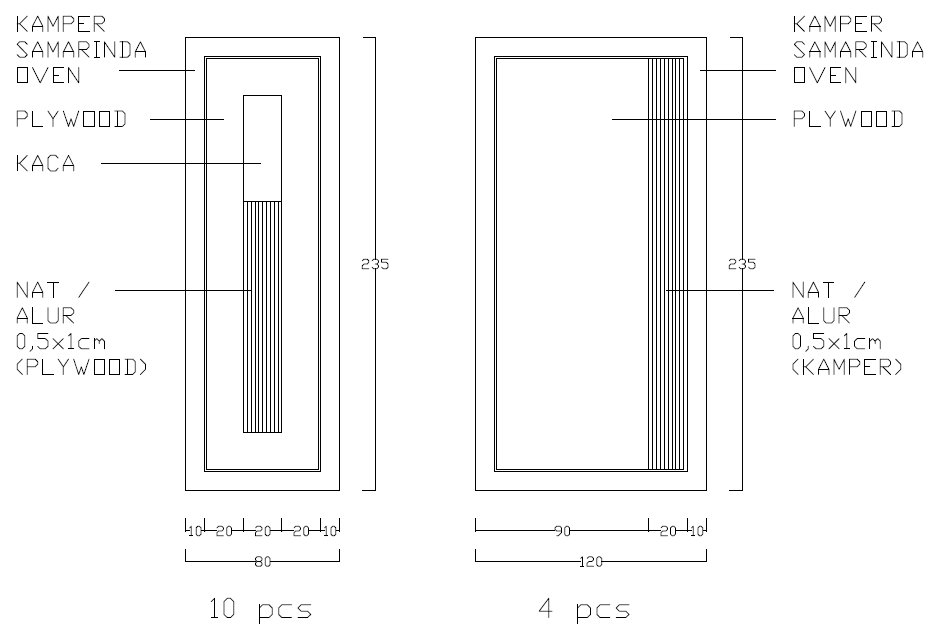 KAMPER
SAMARINDA
OVEN
PLYWOOD
KACA
NAT /
ALUR
0,5x1cm
(PLYWOOD)
235
10 20 20 20 10
80
10 pcs
KAMPER
SAMARINDA
OVEN
PLYWOOD
235
NAT /
ALUR
0,5x1cm
(KAMPER)
90 20 10
120
4 pcs